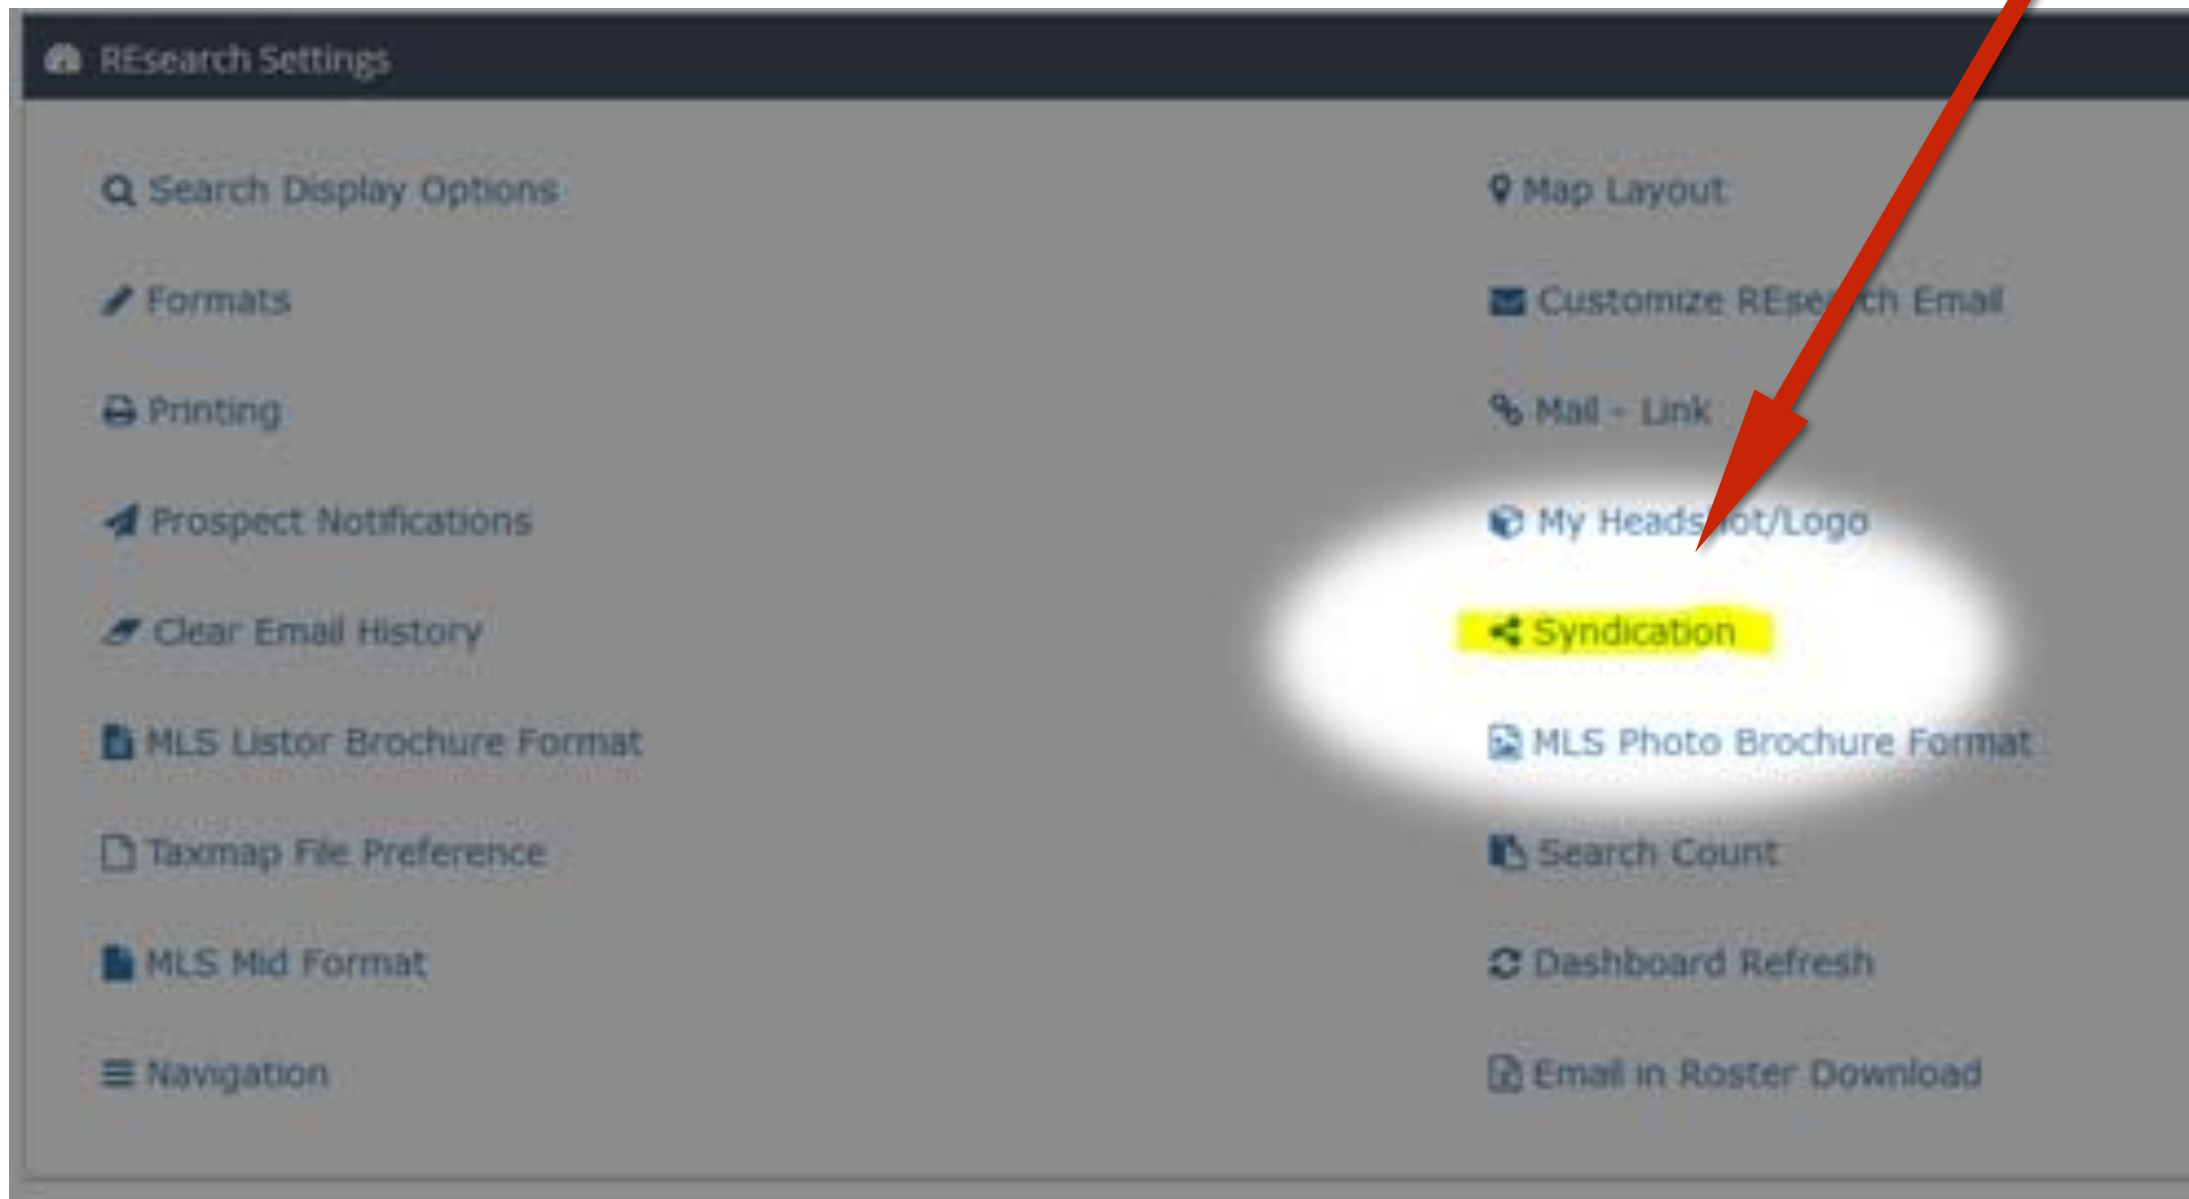 REsearch Settings
Search Display Options
Map Layout
Formats
Customize REsearch Email
Printing
Mail - Link
Prospect Notifications
My Headshot/Logo
Clear Email History
Syndication
MLS Listor Brochure Format
MLS Photo Brochure Format
Taxmap File Preference
Search Count
MLS Mid Format
Dashboard Refresh
Navigation
Email in Roster Download